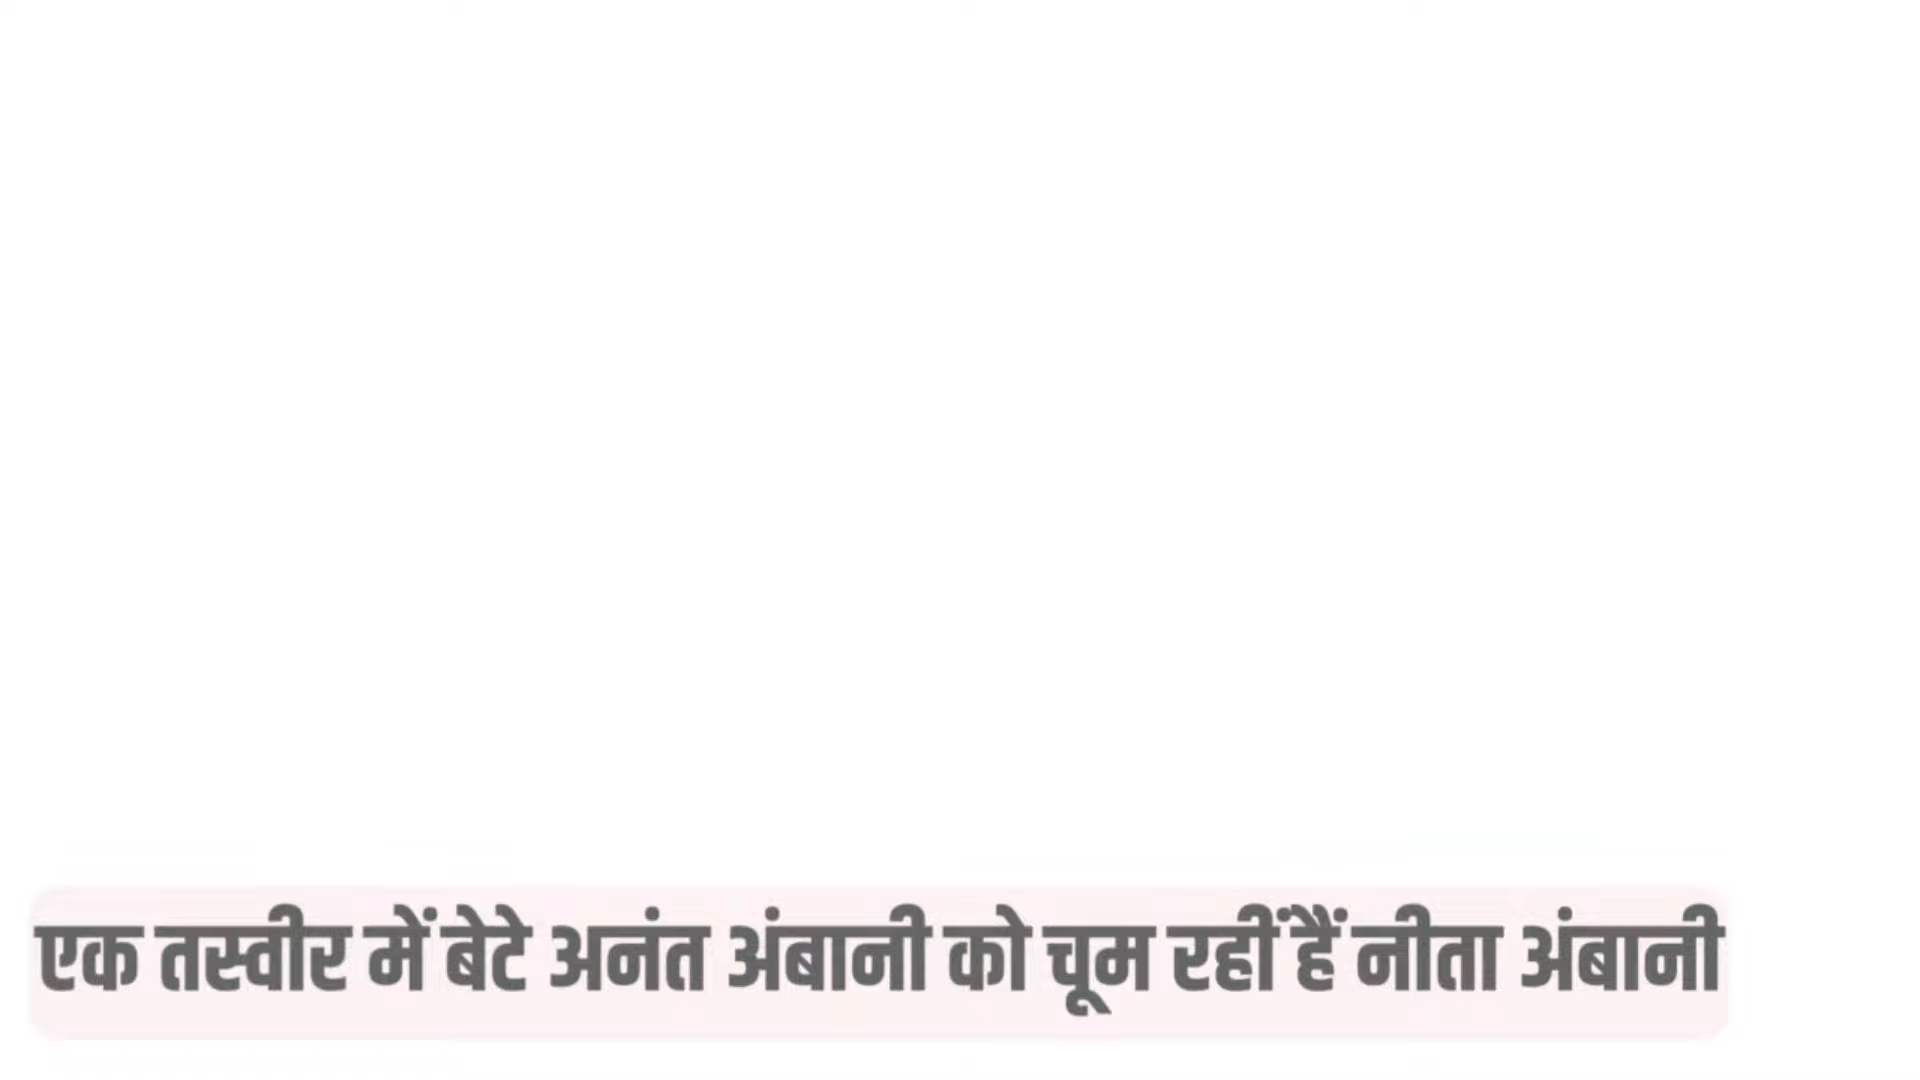 एक तस्वीर में बेटे अनंत अंबानी को चूम रहीं हैं नीता अंबानी